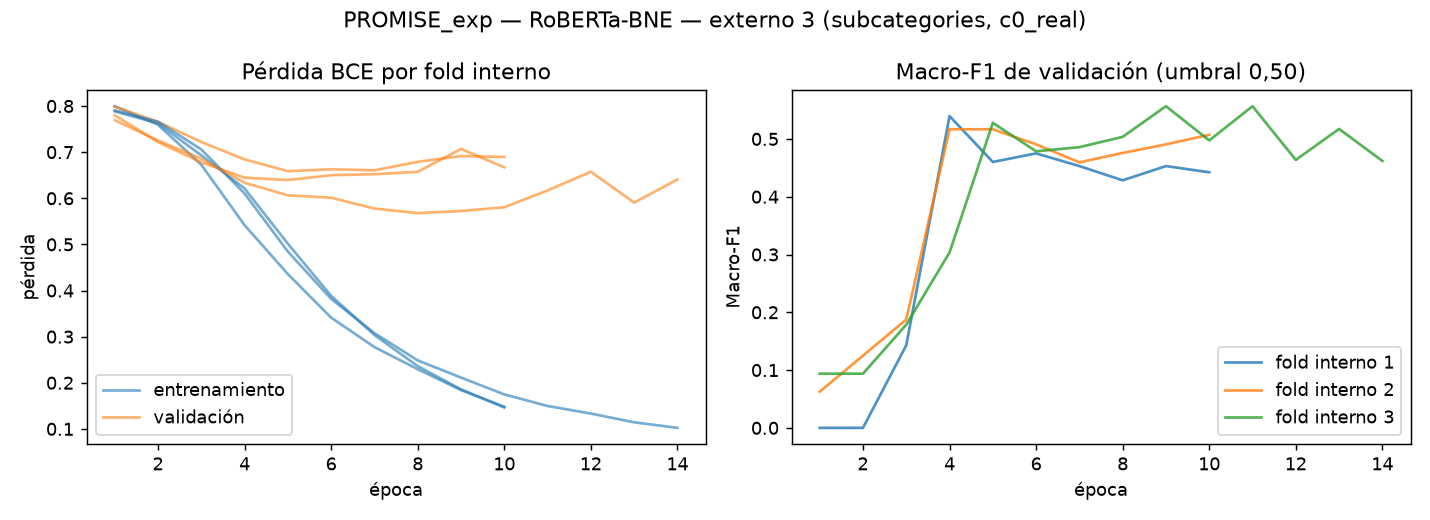 PROMISE_exp — RoBERTa-BNE — externo 3 (subcategories, c0_real)
Pérdida BCE por fold interno
pérdida
0.8
0.7
0.6
0.5
0.4
0.3
0.2
0.1
entrenamiento
validación
2 4 6 8 10 12 14
época
Macro-F1 de validación (umbral 0,50)
Macro-F1
0.5
0.4
0.3
0.2
0.1
0.0
fold interno 1
fold interno 2
fold interno 3
2 4 6 8 10 12 14
época